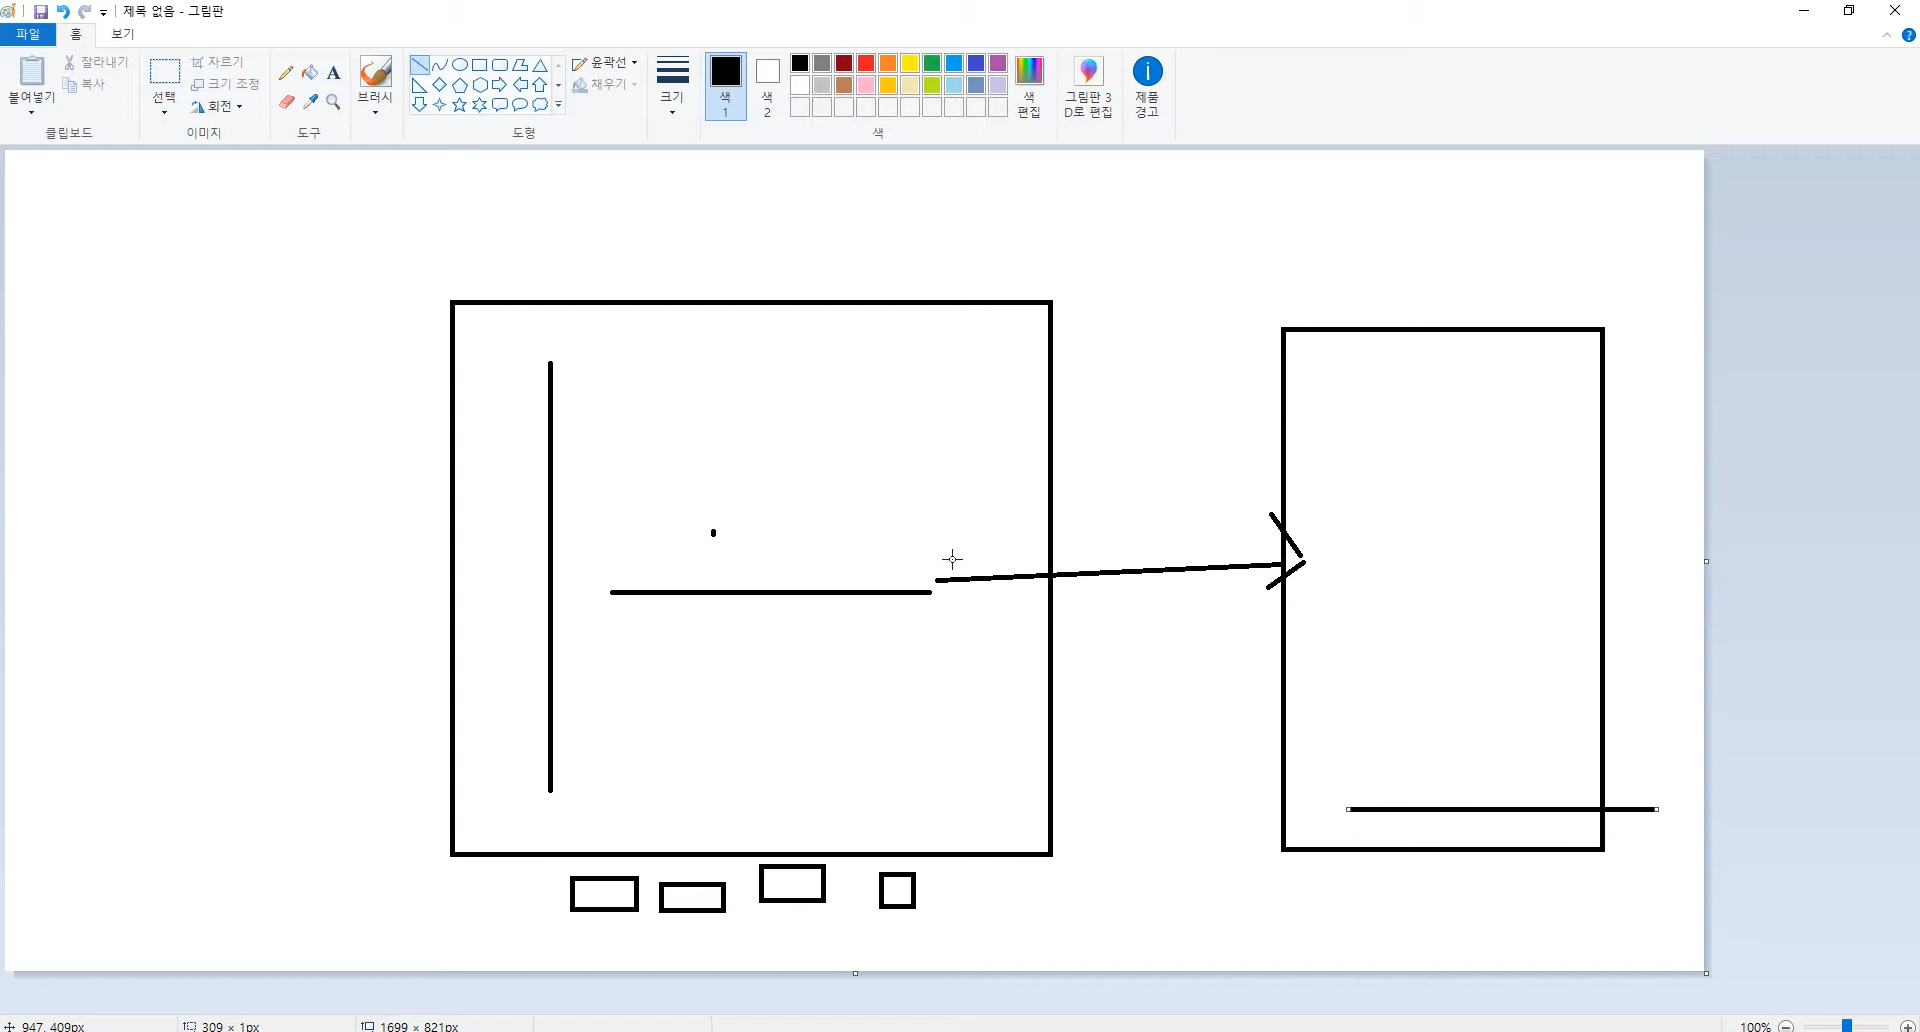 제목 없음 - 그림판
파일 홈 보기
붙여넣기
잘라내기
복사
클립보드
선택
자르기
크기 조정
회전
이미지
A
도구
브러시
윤곽선
채우기
도형
크기
색
1
색
2
색
편집
색
그림판 3
D로 편집
제품
경고
947, 409px 309 × 1px 1699 × 821px 100%